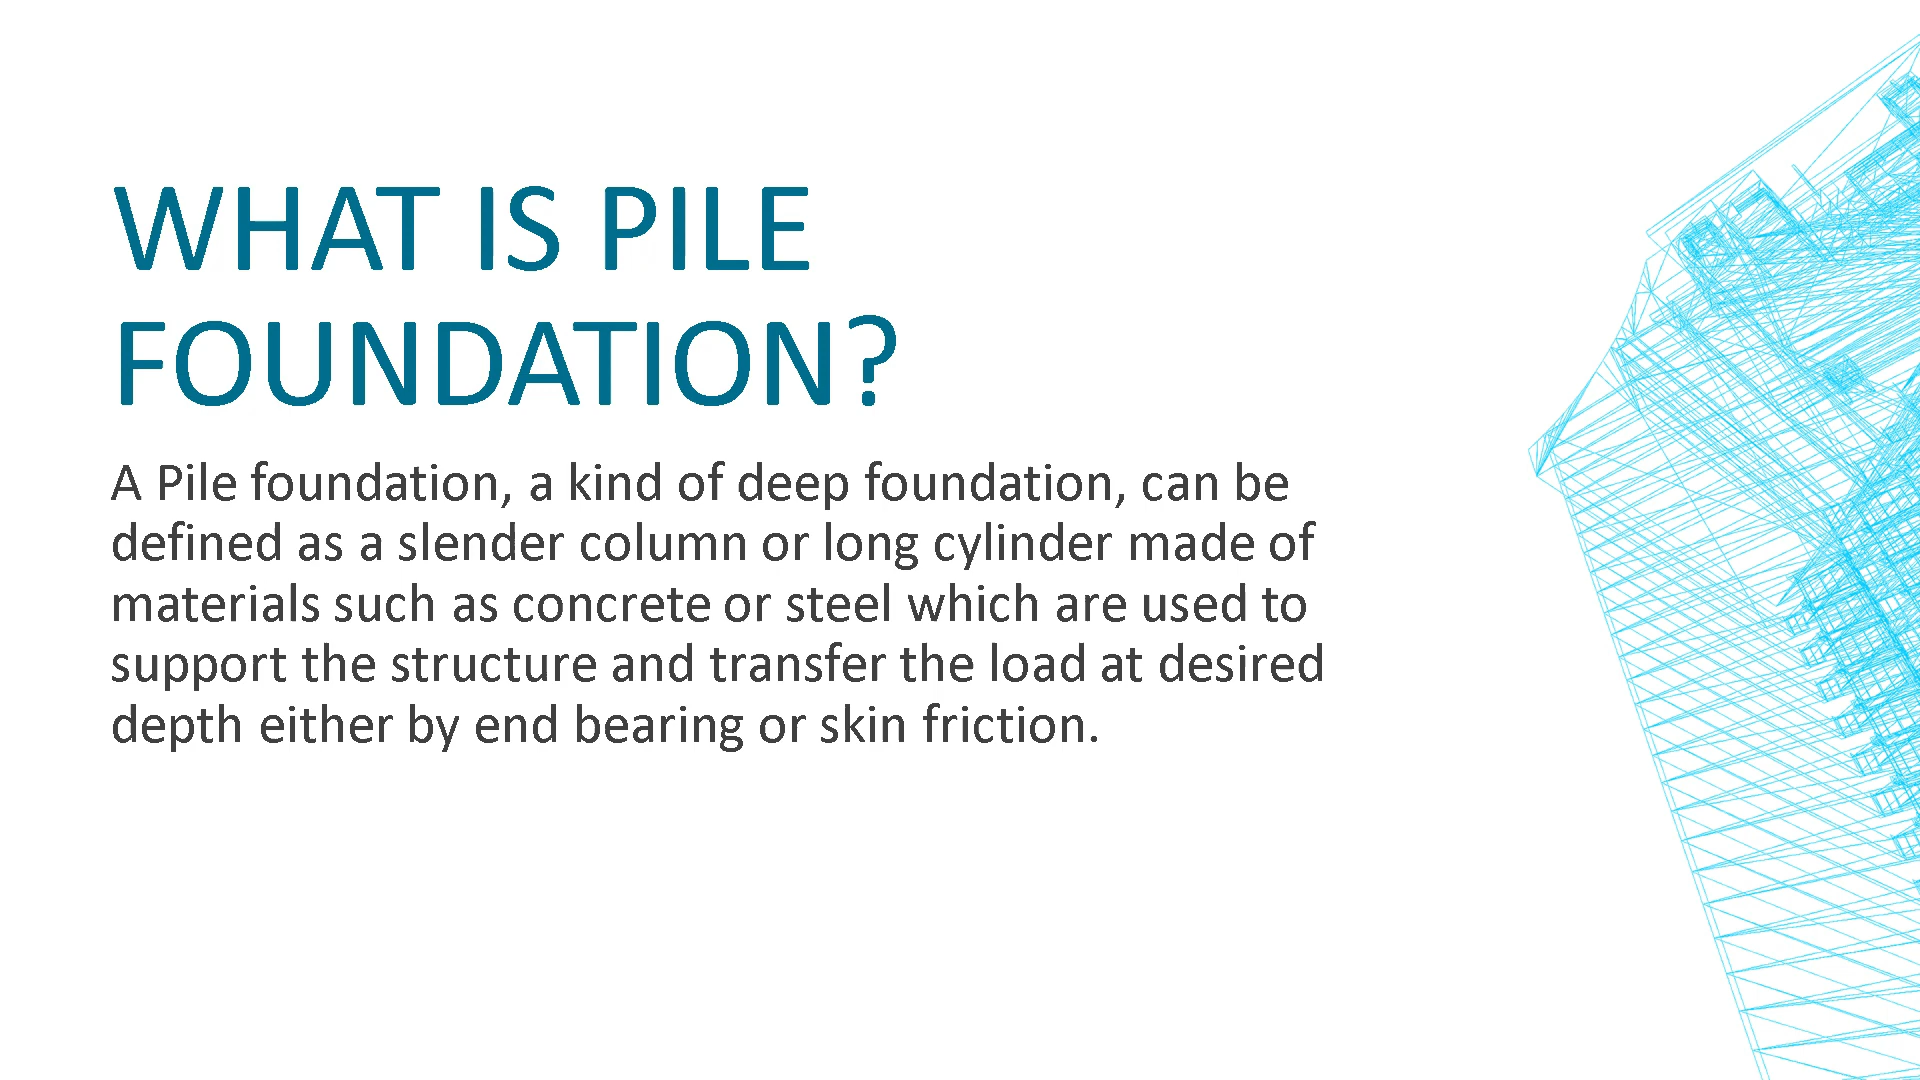 WHAT IS PILE
FOUNDATION?
A Pile foundation, a kind of deep foundation, can be
defined as a slender column or long cylinder made of
materials such as concrete or steel which are used to
support the structure and transfer the load at desired
depth either by end bearing or skin friction.